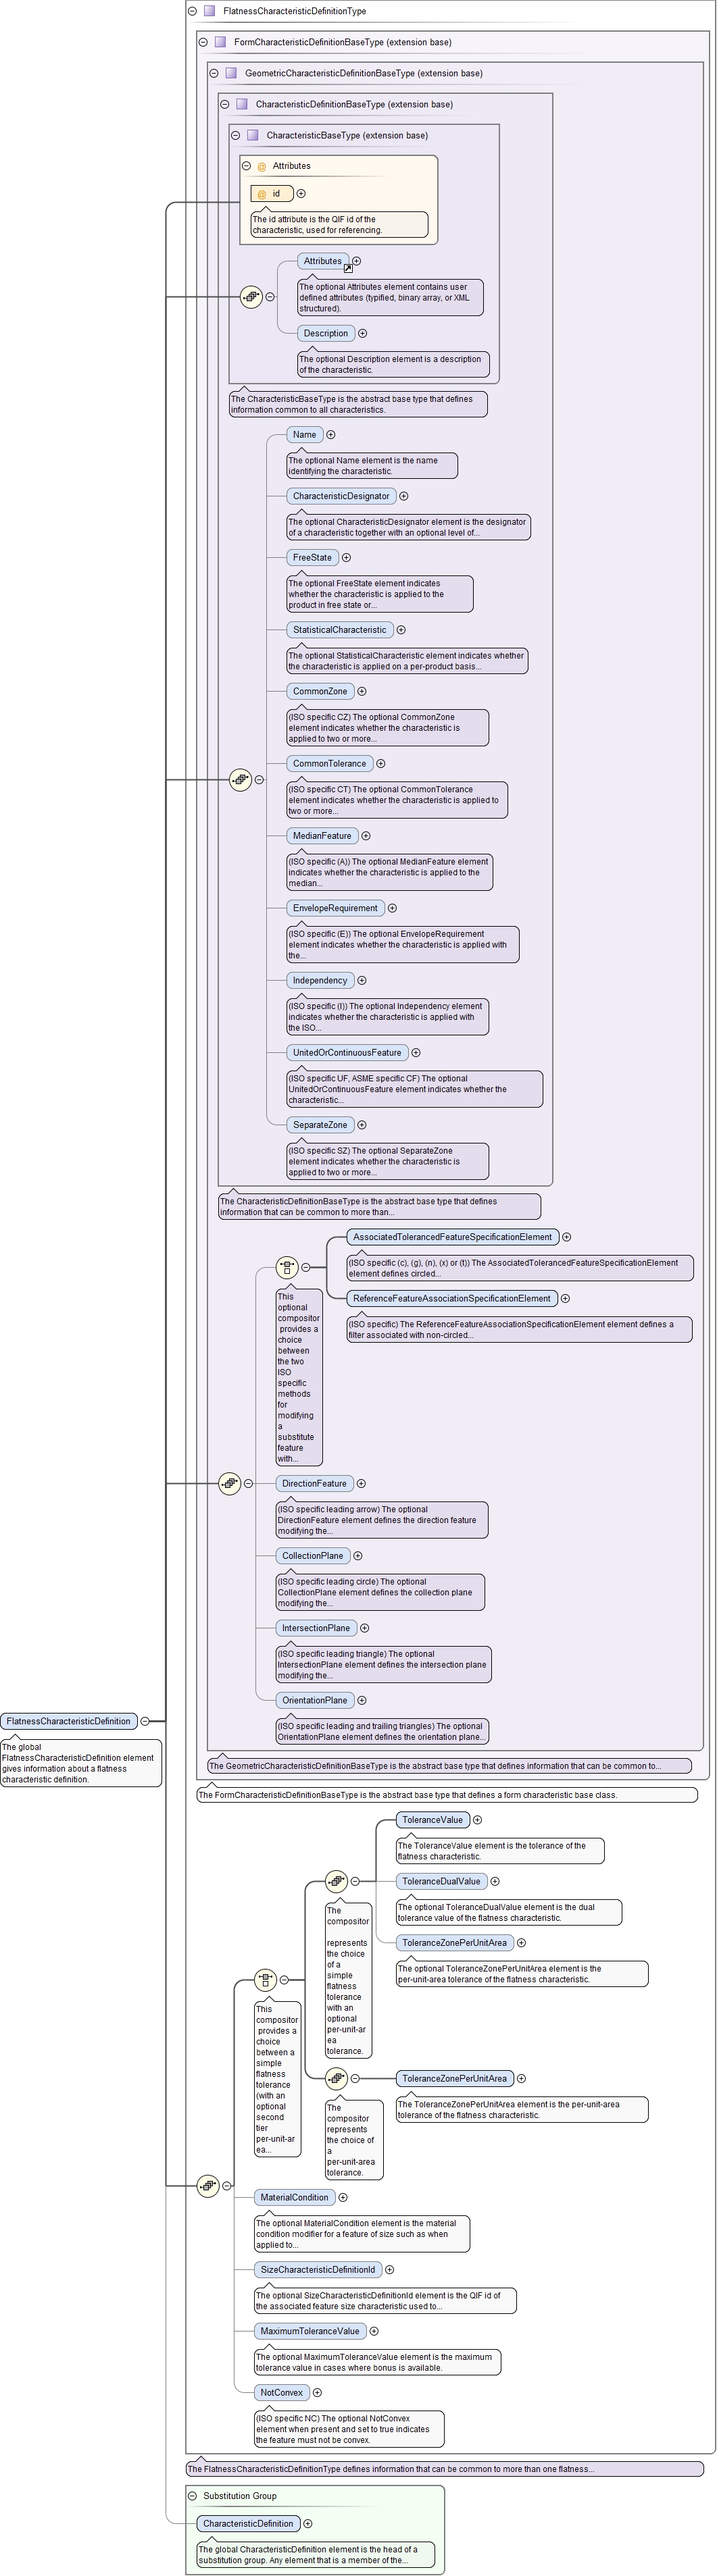 FlatnessCharacteristicDefinitionType
FormCharacteristicDefinitionBaseType (extension base)
GeometricCharacteristicDefinitionBaseType (extension base)
CharacteristicDefinitionBaseType (extension base)
CharacteristicBaseType (extension base)
@ Attributes
@ id
The id attribute is the QIF id of the
characteristic, used for referencing.
Attributes
The optional Attributes element contains user
defined attributes (typified, binary array, or XML
structured).
Description
The optional Description element is a description
of the characteristic.
The CharacteristicBaseType is the abstract base type that defines
information common to all characteristics.
Name
The optional Name element is the name
identifying the characteristic.
CharacteristicDesignator
The optional CharacteristicDesignator element is the designator
of a characteristic together with an optional level of...
FreeState
The optional FreeState element indicates
whether the characteristic is applied to the
product in free state or...
StatisticalCharacteristic
The optional StatisticalCharacteristic element indicates whether
the characteristic is applied on a per-product basis...
CommonZone
(ISO specific CZ) The optional CommonZone
element indicates whether the characteristic is
applied to two or more...
CommonTolerance
(ISO specific CT) The optional CommonTolerance
element indicates whether the characteristic is applied to
two or more...
MedianFeature
(ISO specific (A)) The optional MedianFeature element
indicates whether the characteristic is applied to the
median...
EnvelopeRequirement
(ISO specific (E)) The optional EnvelopeRequirement
element indicates whether the characteristic is applied with
the...
Independency
(ISO specific (I)) The optional Independency element
indicates whether the characteristic is applied with
the ISO...
UnitedOrContinuousFeature
(ISO specific UF, ASME specific CF) The optional
UnitedOrContinuousFeature element indicates whether the
characteristic...
SeparateZone
(ISO specific SZ) The optional SeparateZone
element indicates whether the characteristic is
applied to two or more...
The CharacteristicDefinitionBaseType is the abstract base type that defines
information that can be common to more than...
AssociatedTolerancedFeatureSpecificationElement
(ISO specific (c), (g), (n), (x) or (t)) The AssociatedTolerancedFeatureSpecificationElement
element defines circled...
ReferenceFeatureAssociationSpecificationElement
(ISO specific) The ReferenceFeatureAssociationSpecificationElement element defines a
filter associated with non-circled...
This
optional
compositor
provides a
choice
between
the two
ISO
specific
methods
for
modifying
a
substitute
feature
with...
DirectionFeature
(ISO specific leading arrow) The optional
DirectionFeature element defines the direction feature
modifying the...
CollectionPlane
(ISO specific leading circle) The optional
CollectionPlane element defines the collection plane
modifying the...
IntersectionPlane
(ISO specific leading triangle) The optional
IntersectionPlane element defines the intersection plane
modifying the...
OrientationPlane
(ISO specific leading and trailing triangles) The optional
OrientationPlane element defines the orientation plane...
The GeometricCharacteristicDefinitionBaseType is the abstract base type that defines information that can be common to...
The FormCharacteristicDefinitionBaseType is the abstract base type that defines a form characteristic base class.
FlatnessCharacteristicDefinition
The global
FlatnessCharacteristicDefinition element
gives information about a flatness
characteristic definition.
ToleranceValue
The ToleranceValue element is the tolerance of the
flatness characteristic.
ToleranceDualValue
The optional ToleranceDualValue element is the dual
tolerance value of the flatness characteristic.
ToleranceZonePerUnitArea
The optional ToleranceZonePerUnitArea element is the
per-unit-area tolerance of the flatness characteristic.
The
compositor
represents
the choice
of a
simple
flatness
tolerance
with an
optional
per-unit-ar
ea
tolerance.
This
compositor
provides a
choice
between a
simple
flatness
tolerance
(with an
optional
second
tier
per-unit-ar
ea...
ToleranceZonePerUnitArea
The ToleranceZonePerUnitArea element is the per-unit-area
tolerance of the flatness characteristic.
The
compositor
represents
the choice of
a
per-unit-area
tolerance.
MaterialCondition
The optional MaterialCondition element is the material
condition modifier for a feature of size such as when
applied to...
SizeCharacteristicDefinitionId
The optional SizeCharacteristicDefinitionId element is the QIF id of
the associated feature size characteristic used to...
MaximumToleranceValue
The optional MaximumToleranceValue element is the maximum
tolerance value in cases where bonus is available.
NotConvex
(ISO specific NC) The optional NotConvex
element when present and set to true indicates
the feature must not be convex.
The FlatnessCharacteristicDefinitionType defines information that can be common to more than one flatness...
Substitution Group
CharacteristicDefinition
The global CharacteristicDefinition element is the head of a
substitution group. Any element that is a member of the...